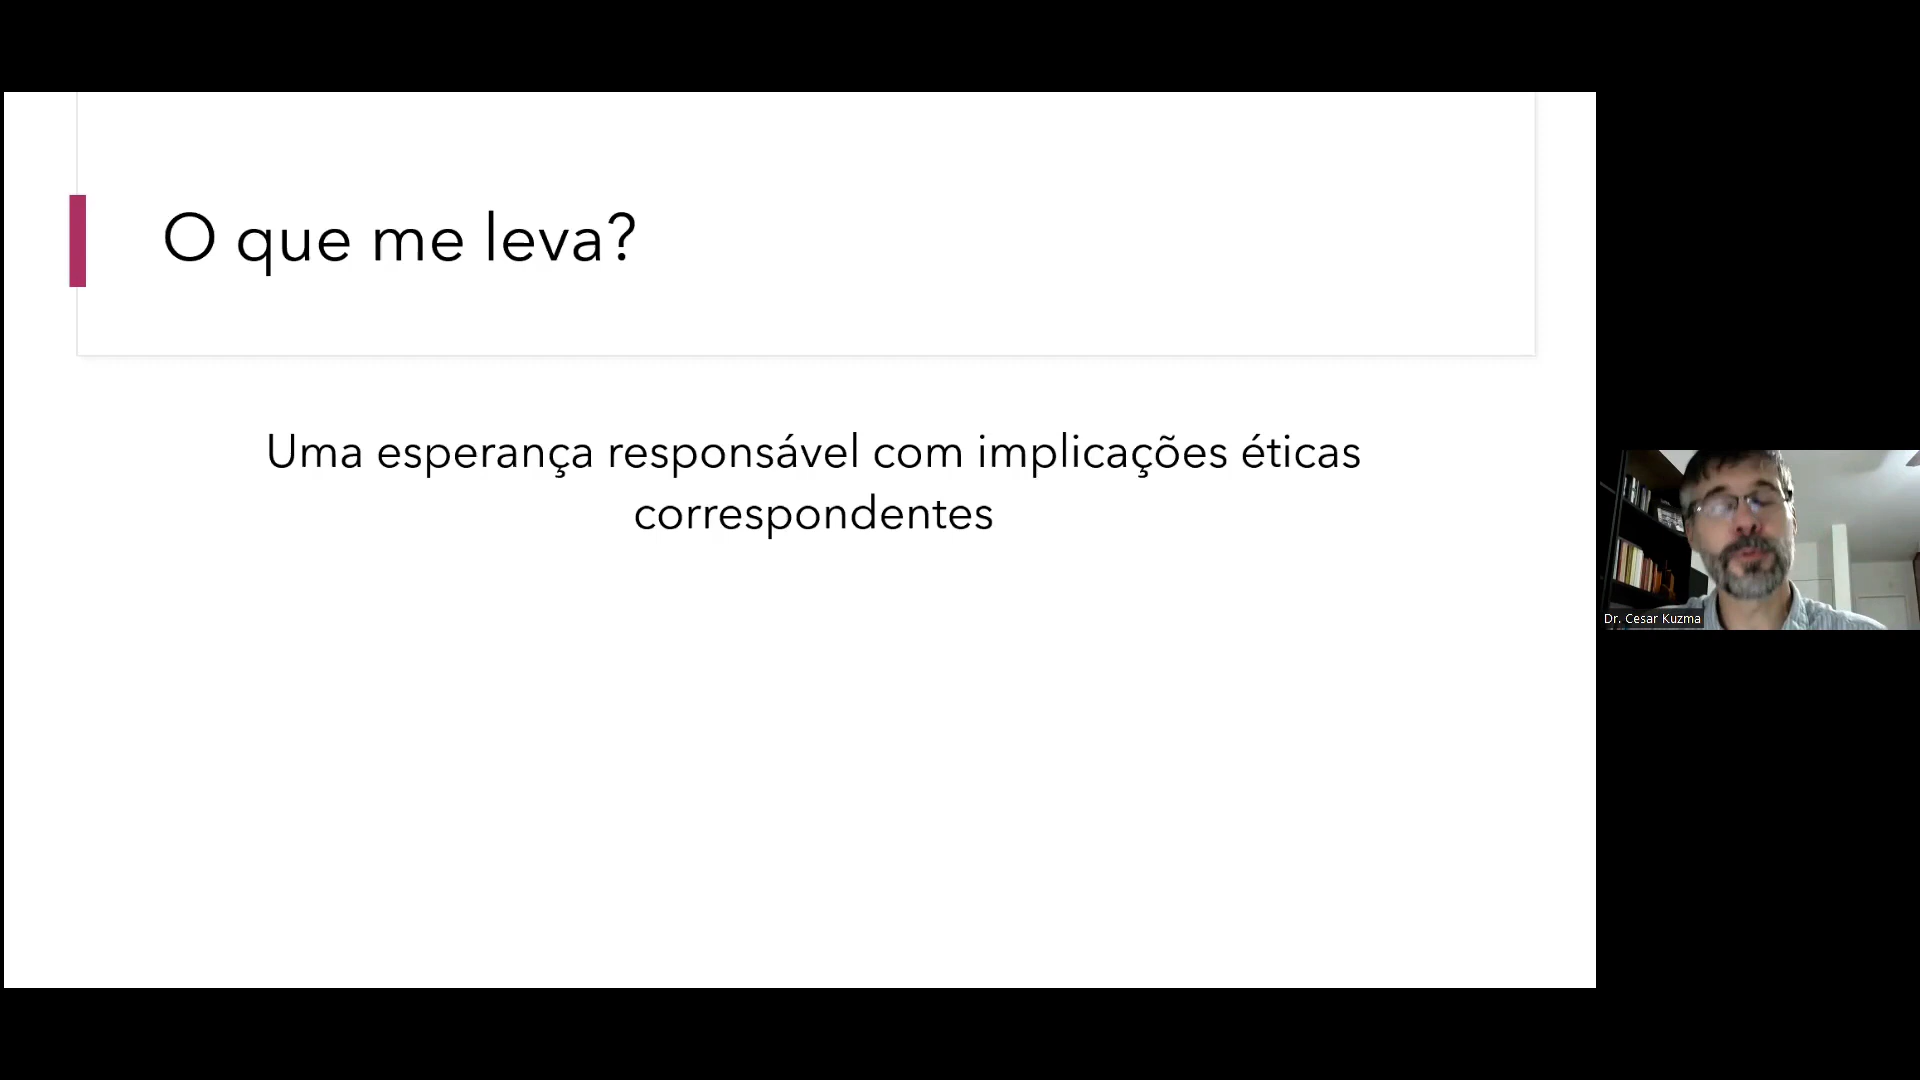 O que me leva?
Uma esperança responsável com implicações éticas
correspondentes
Dr. Cesar Kuzma